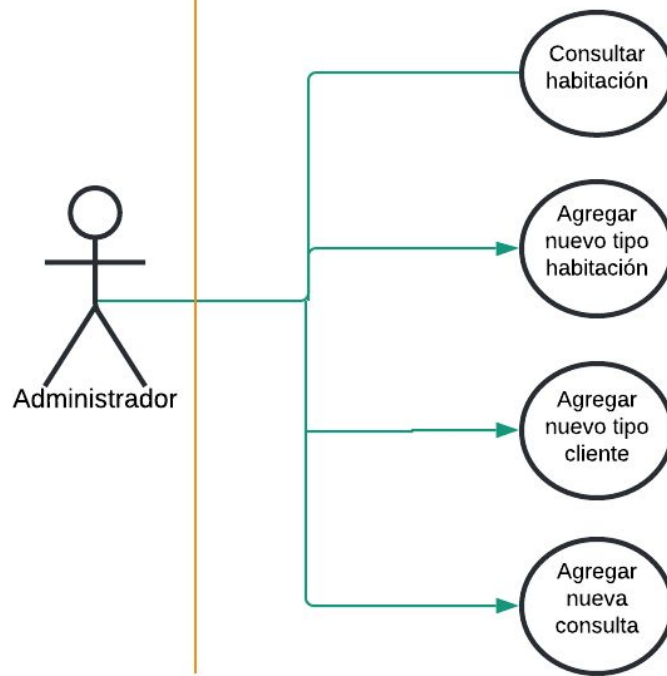 Consultar
habitación
Agregar
nuevo tipo
habitación
Administrador
Agregar
nuevo tipo
cliente
Agregar
nueva
consulta